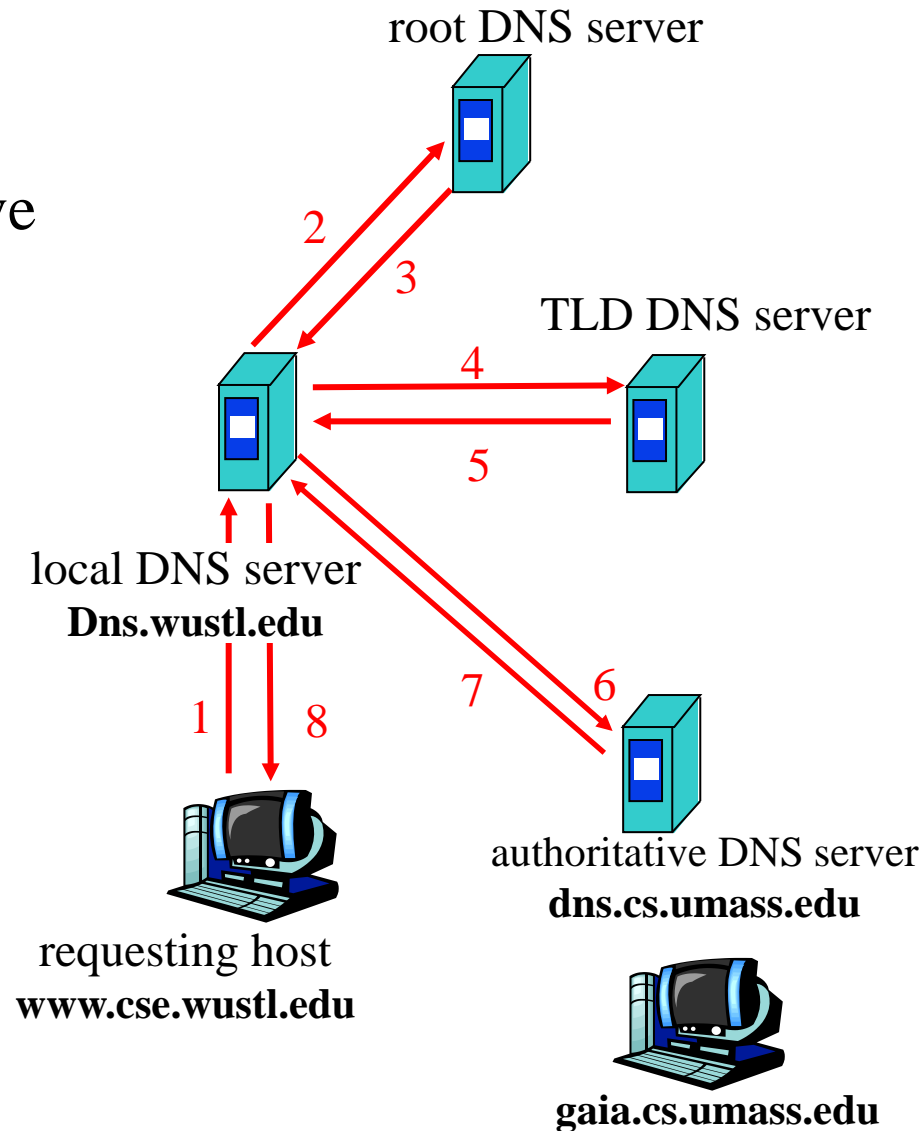 root DNS server
2
ve
3
TLD DNS server
4
5
local DNS server
Dns.wustl.edu
1
8
7
6
authoritative DNS server
dns.cs.umass.edu
requesting host
www.cse.wustl.edu
gaia.cs.umass.edu